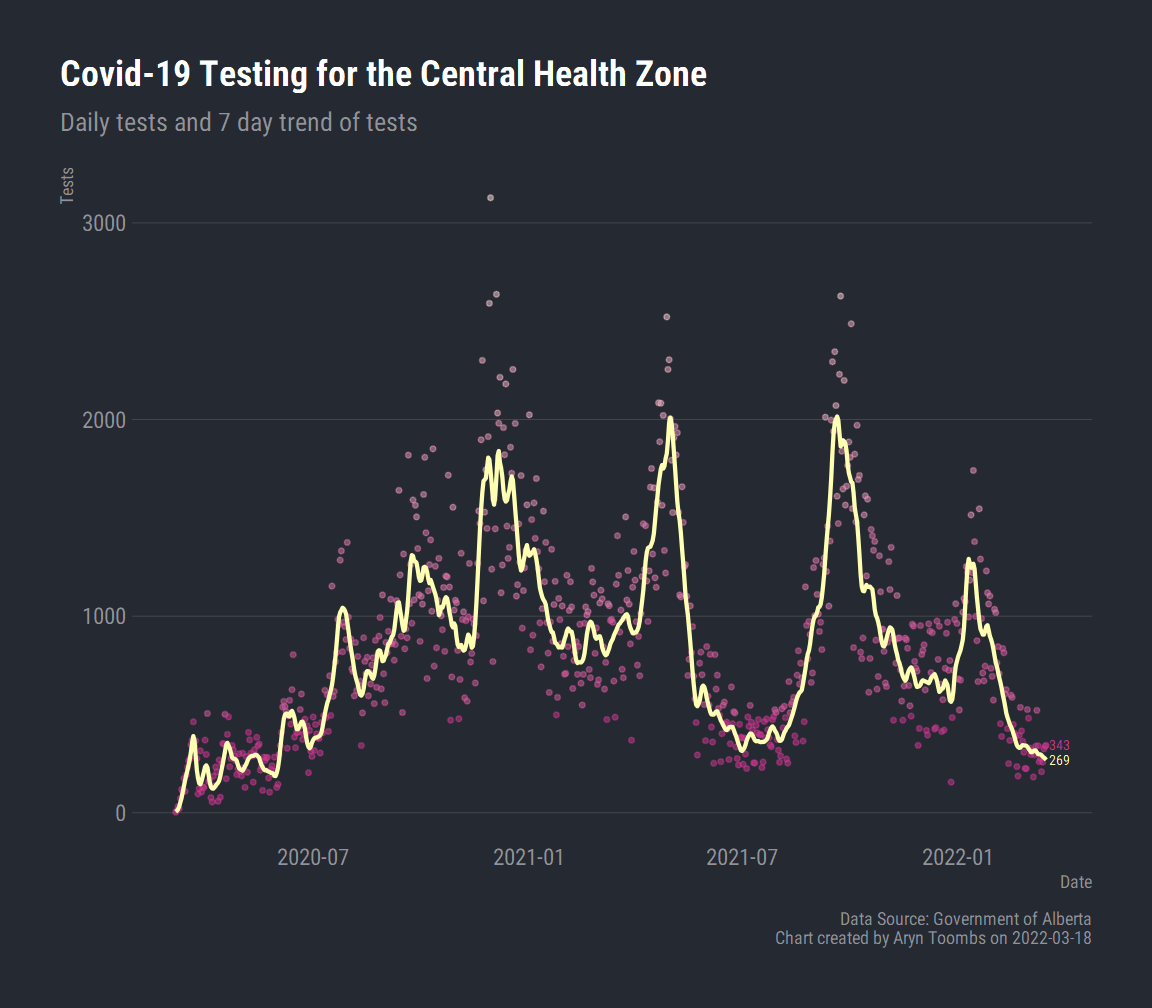 Covid-19 Testing for the Central Health Zone
Daily tests and 7 day trend of tests
Tests
3000
2000
1000
0
343
269
2020-07 2021-01 2021-07 2022-01
Date
Data Source: Government of Alberta
Chart created by Aryn Toombs on 2022-03-18